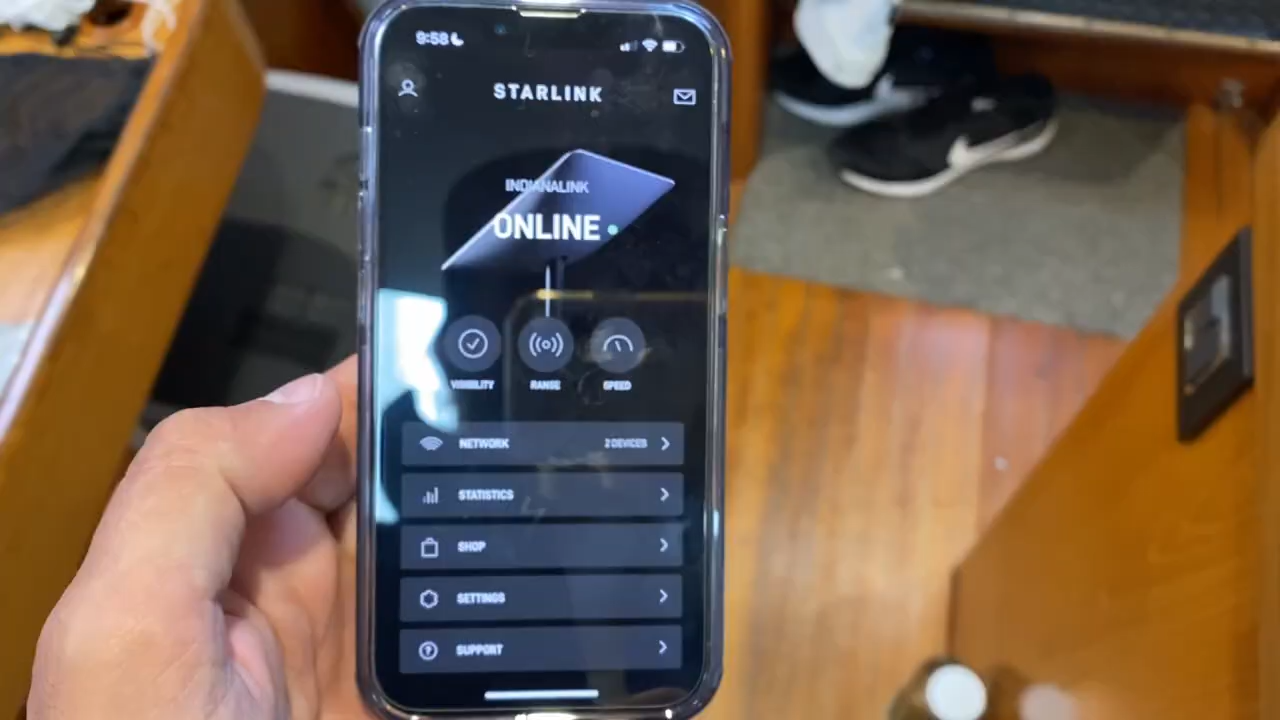 9:58
STARLINK
INDIANALINK
ONLINE
VISIBILITY RANGE SPEED
NETWORK 2 DEVICES
STATISTICS
SHOP
SETTINGS
SUPPORT